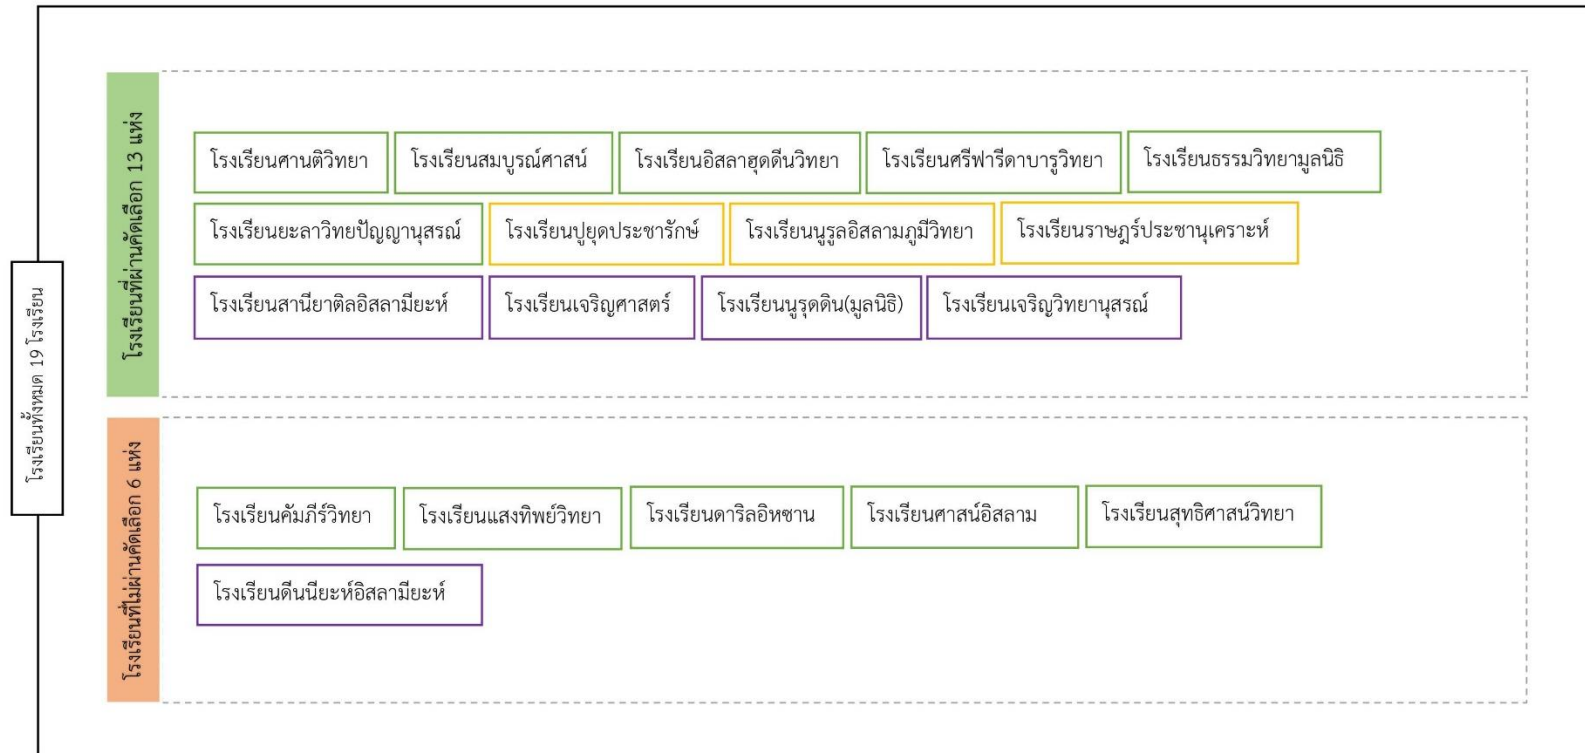 โรงเรียนทั้งหมด 19 โรงเรียน
โรงเรียนที่ผ่านคัดเลือก 13 แห่ง
โรงเรียนศานติวิทยา
โรงเรียนสมบูรณ์ศาสน์
โรงเรียนอิสลาฮุดดีนวิทยา
โรงเรียนศรีฟารีดาบารูวิทยา
โรงเรียนธรรมวิทยามูลนิธิ
โรงเรียนยะลาวิทยปัญญานุสรณ์
โรงเรียนปูยุดประชารักษ์
โรงเรียนนูรูลอิสลามภูมีวิทยา
โรงเรียนราษฎร์ประชานุเคราะห์
โรงเรียนสานียาติลอิสลามียะห์
โรงเรียนเจริญศาสตร์
โรงเรียนนูรุดดิน(มูลนิธิ)
โรงเรียนเจริญวิทยานุสรณ์
โรงเรียนที่ไม่ผ่านคัดเลือก 6 แห่ง
โรงเรียนคัมภีร์วิทยา
โรงเรียนแสงทิพย์วิทยา
โรงเรียนดาริลอิหซาน
โรงเรียนศาสน์อิสลาม
โรงเรียนสุทธิศาสน์วิทยา
โรงเรียนดีนนียะห์อิสลามียะห์